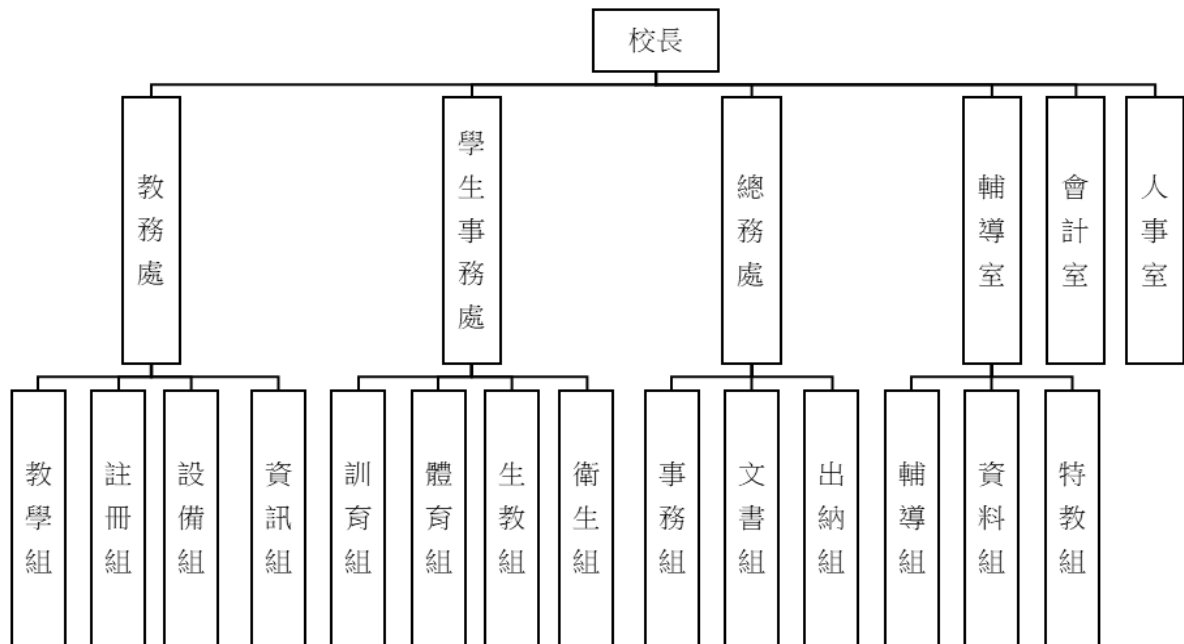 校長
教務處
學生事務處
總務處
輔導室
會計室
人事室
教學組
註冊組
設備組
資訊組
訓育組
體育組
生教組
衛生組
事務組
文書組
出納組
輔導組
資料組
特教組